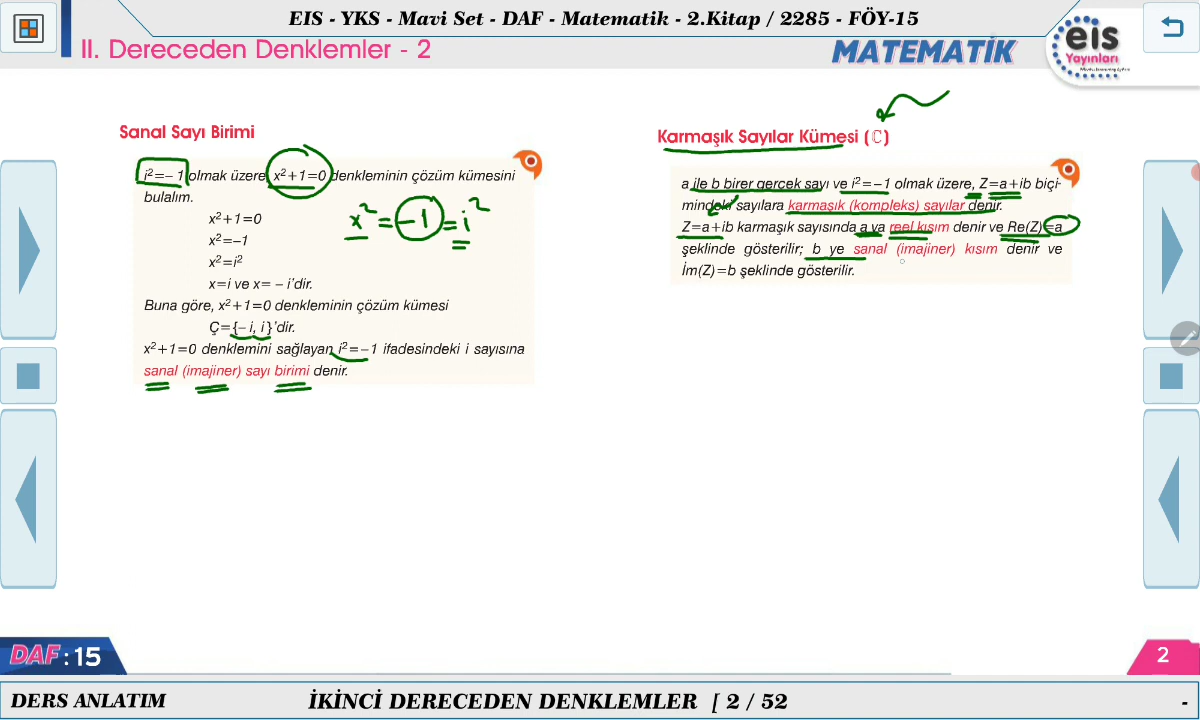 EIS - YKS - Mavi Set - DAF - Matematik - 2.Kitap / 2285 - FÖY-15
II. Dereceden Denklemler - 2
MATEMATİK
eis
Yayınları
Sanal Sayı Birimi
i²=–1 olmak üzere, x²+1=0 denkleminin çözüm kümesini
bulalım.
x²+1=0
x²=–1
x²=i²
x=i ve x= – i’dir.
Buna göre, x²+1=0 denkleminin çözüm kümesi
Ç={– i, i}’dir.
x²+1=0 denklemini sağlayan i²=–1 ifadesindeki i sayısına
sanal (imajiner) sayı birimi denir.
x² = –1 = i²
Karmaşık Sayılar Kümesi (ℂ)
a ile b birer gerçek sayı ve i²=–1 olmak üzere, Z=a+ib biçi-
mindeki sayılara karmaşık (kompleks) sayılar denir.
Z=a+ib karmaşık sayısında a ya reel kısım denir ve Re(Z)=a
şeklinde gösterilir; b ye sanal (imajiner) kısım denir ve
İm(Z)=b şeklinde gösterilir.
DAF : 15
2
DERS ANLATIM
İKİNCİ DERECEDEN DENKLEMLER [ 2 / 52
-